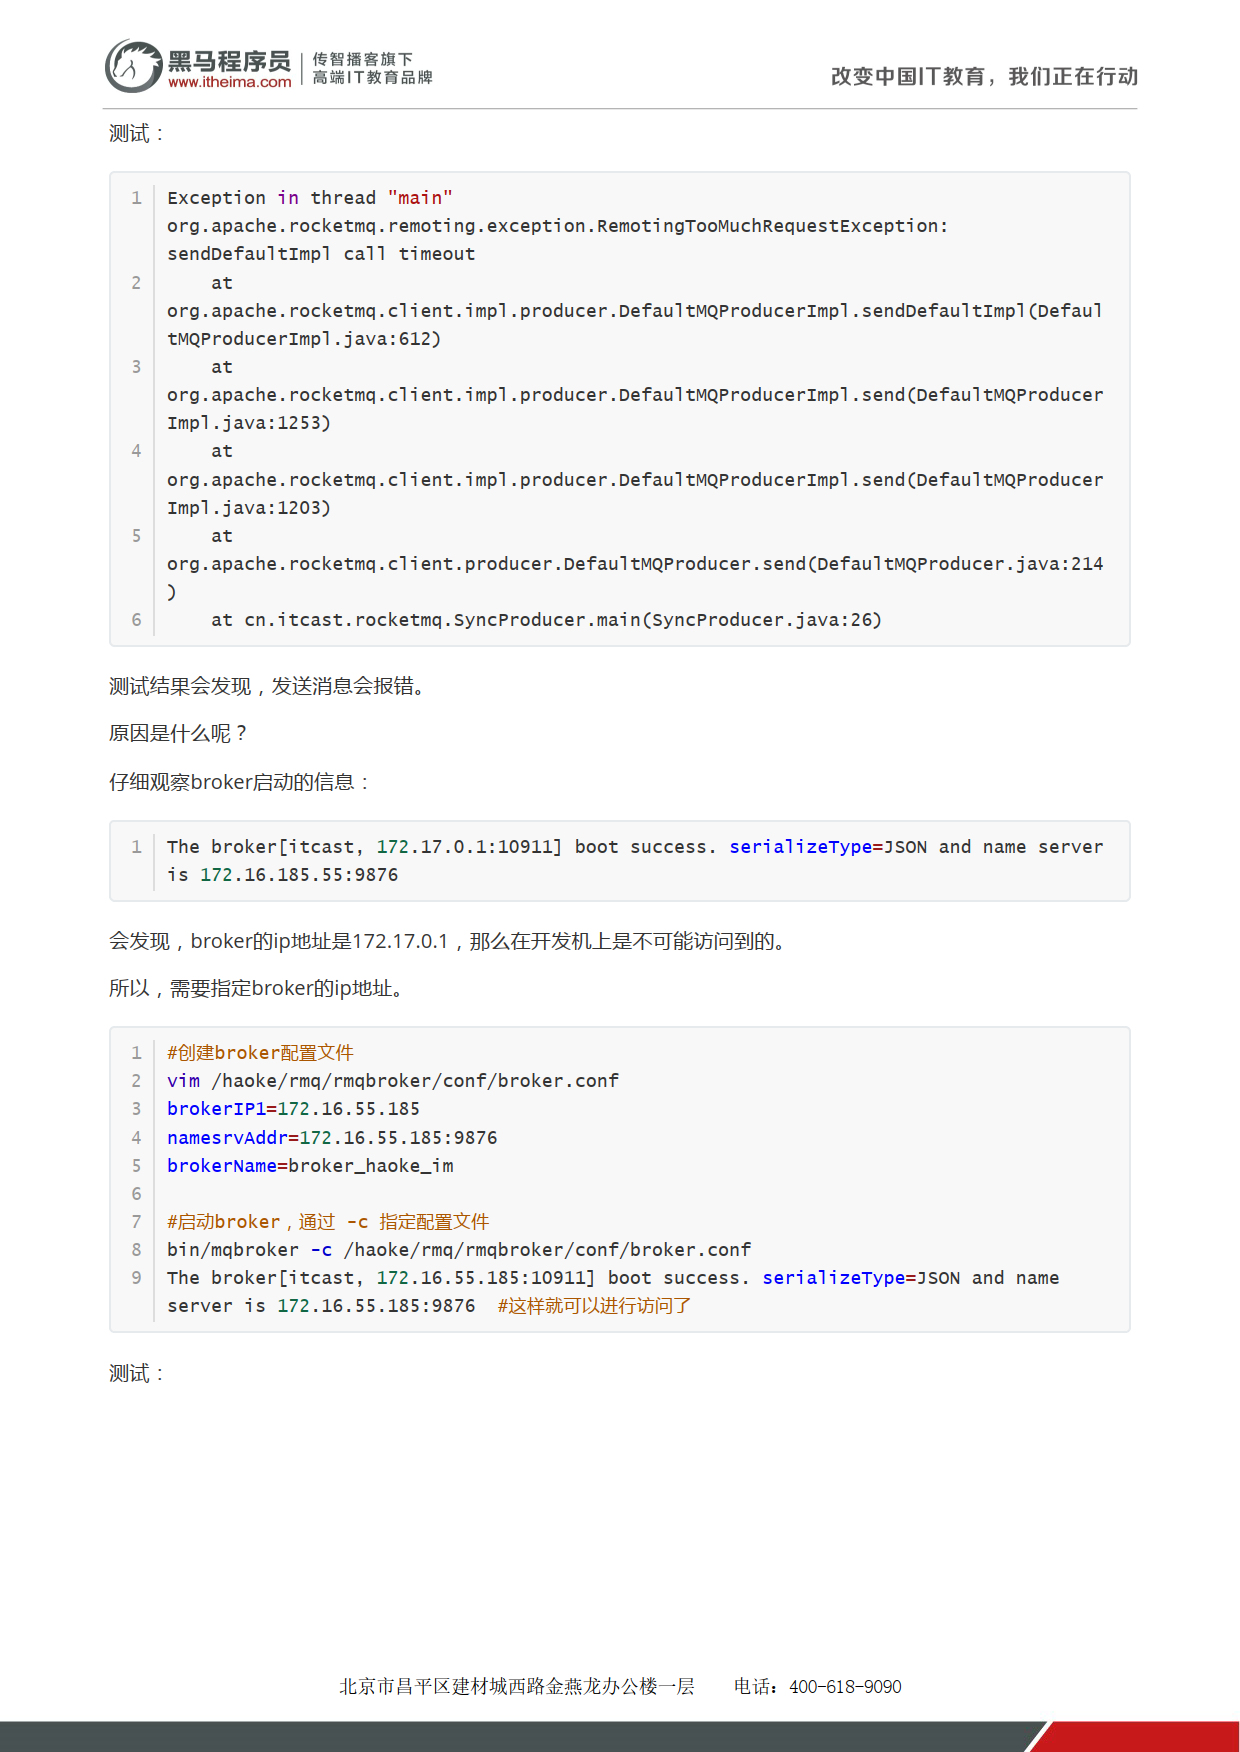 黑马程序员
www.itheima.com
传智播客旗下
高端IT教育品牌
改变中国IT教育，我们正在行动
测试：
1 Exception in thread "main"
org.apache.rocketmq.remoting.exception.RemotingTooMuchRequestException:
sendDefaultImpl call timeout
2     at
org.apache.rocketmq.client.impl.producer.DefaultMQProducerImpl.sendDefaultImpl(Defaul
tMQProducerImpl.java:612)
3     at
org.apache.rocketmq.client.impl.producer.DefaultMQProducerImpl.send(DefaultMQProducer
Impl.java:1253)
4     at
org.apache.rocketmq.client.impl.producer.DefaultMQProducerImpl.send(DefaultMQProducer
Impl.java:1203)
5     at
org.apache.rocketmq.client.producer.DefaultMQProducer.send(DefaultMQProducer.java:214
)
6     at cn.itcast.rocketmq.SyncProducer.main(SyncProducer.java:26)
测试结果会发现，发送消息会报错。
原因是什么呢？
仔细观察broker启动的信息：
1 The broker[itcast, 172.17.0.1:10911] boot success. serializeType=JSON and name server
is 172.16.185.55:9876
会发现，broker的ip地址是172.17.0.1，那么在开发机上是不可能访问到的。
所以，需要指定broker的ip地址。
1 #创建broker配置文件
2 vim /haoke/rmq/rmqbroker/conf/broker.conf
3 brokerIP1=172.16.55.185
4 namesrvAddr=172.16.55.185:9876
5 brokerName=broker_haoke_im
6
7 #启动broker，通过 -c 指定配置文件
8 bin/mqbroker -c /haoke/rmq/rmqbroker/conf/broker.conf
9 The broker[itcast, 172.16.55.185:10911] boot success. serializeType=JSON and name
server is 172.16.55.185:9876  #这样就可以进行访问了
测试：
北京市昌平区建材城西路金燕龙办公楼一层    电话：400-618-9090